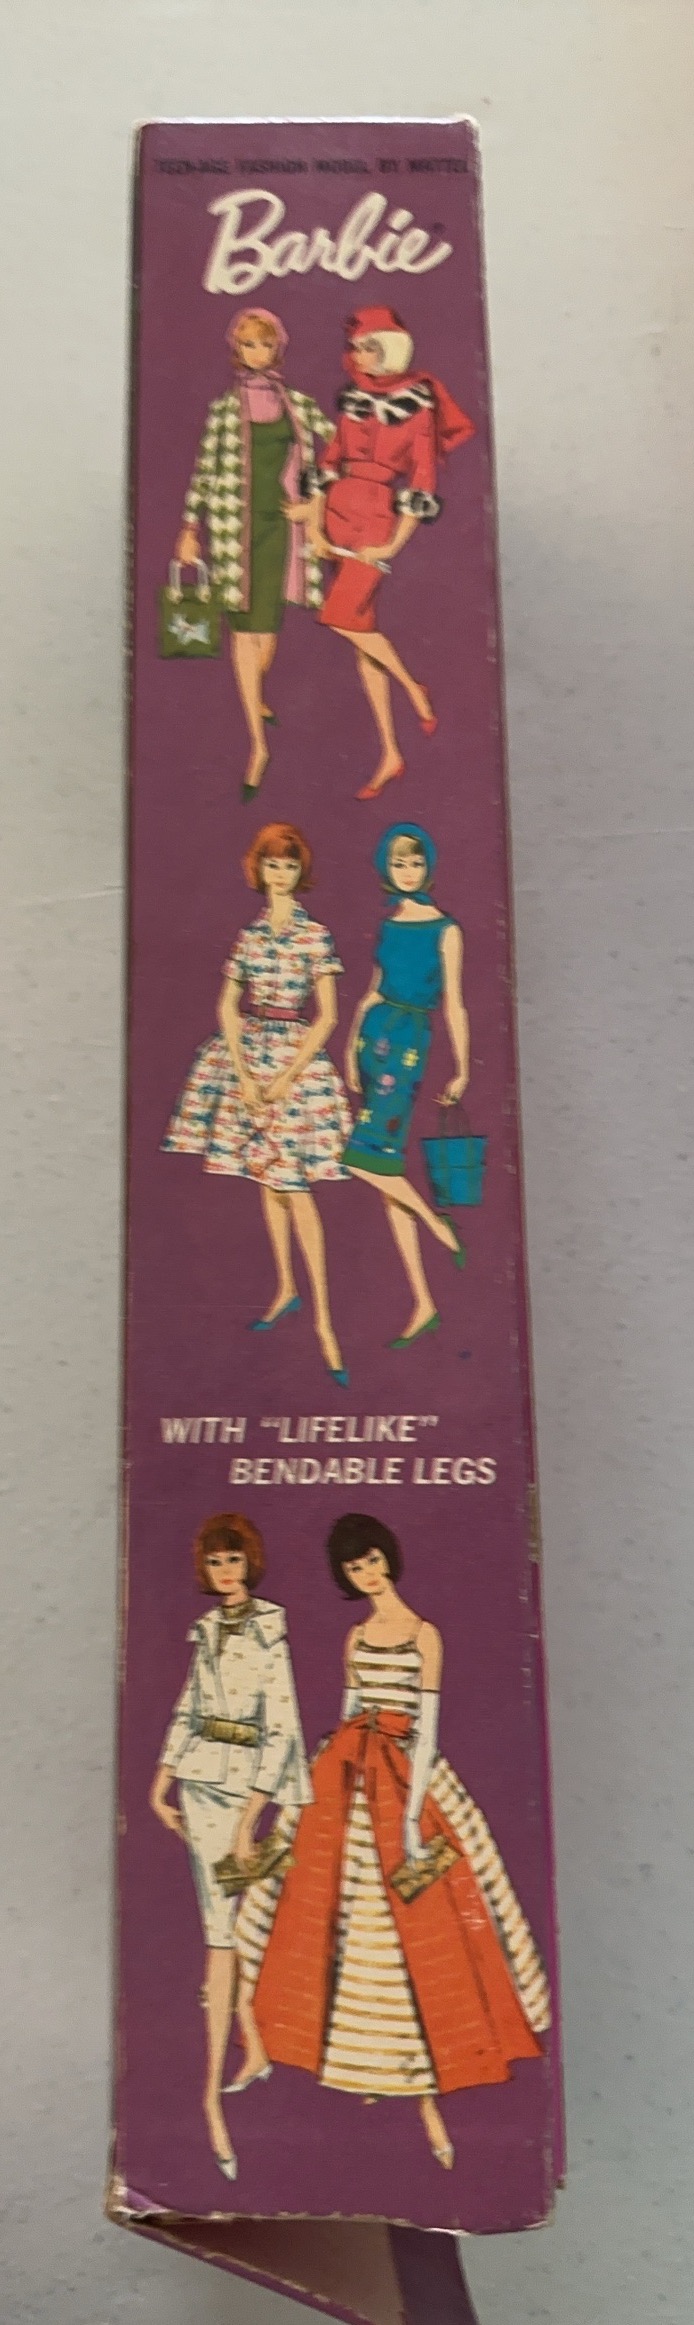 TEEN-AGE FASHION MODEL BY MATTEL
Barbie®
WITH "LIFELIKE"
BENDABLE LEGS